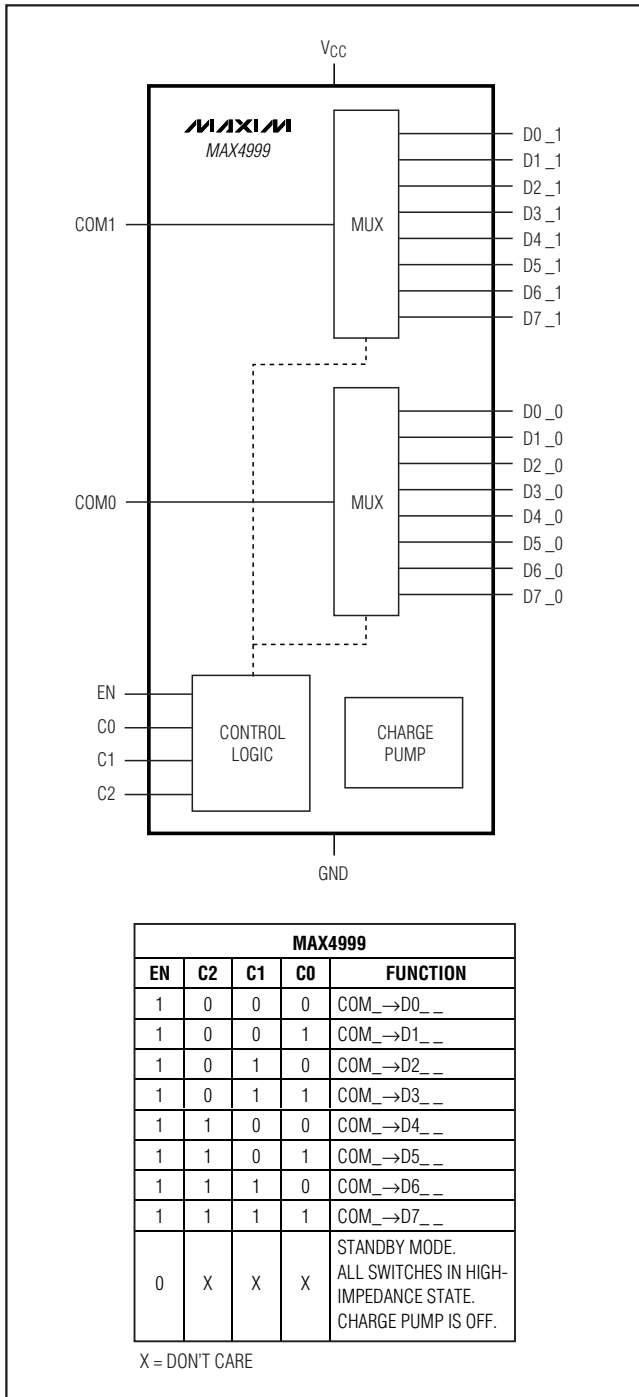 VCC
MAXIM
MAX4999
D0_1
D1_1
D2_1
D3_1
COM1
MUX
D4_1
D5_1
D6_1
D7_1
D0_0
D1_0
D2_0
D3_0
COM0
MUX
D4_0
D5_0
D6_0
D7_0
EN
C0
C1
C2
CONTROL
LOGIC
CHARGE
PUMP
GND
MAX4999
EN C2 C1 C0 FUNCTION
1 0 0 0 COM_→D0_ _
1 0 0 1 COM_→D1_ _
1 0 1 0 COM_→D2_ _
1 0 1 1 COM_→D3_ _
1 1 0 0 COM_→D4_ _
1 1 0 1 COM_→D5_ _
1 1 1 0 COM_→D6_ _
1 1 1 1 COM_→D7_ _
0 X X X STANDBY MODE.
ALL SWITCHES IN HIGH-
IMPEDANCE STATE.
CHARGE PUMP IS OFF.
X = DON'T CARE